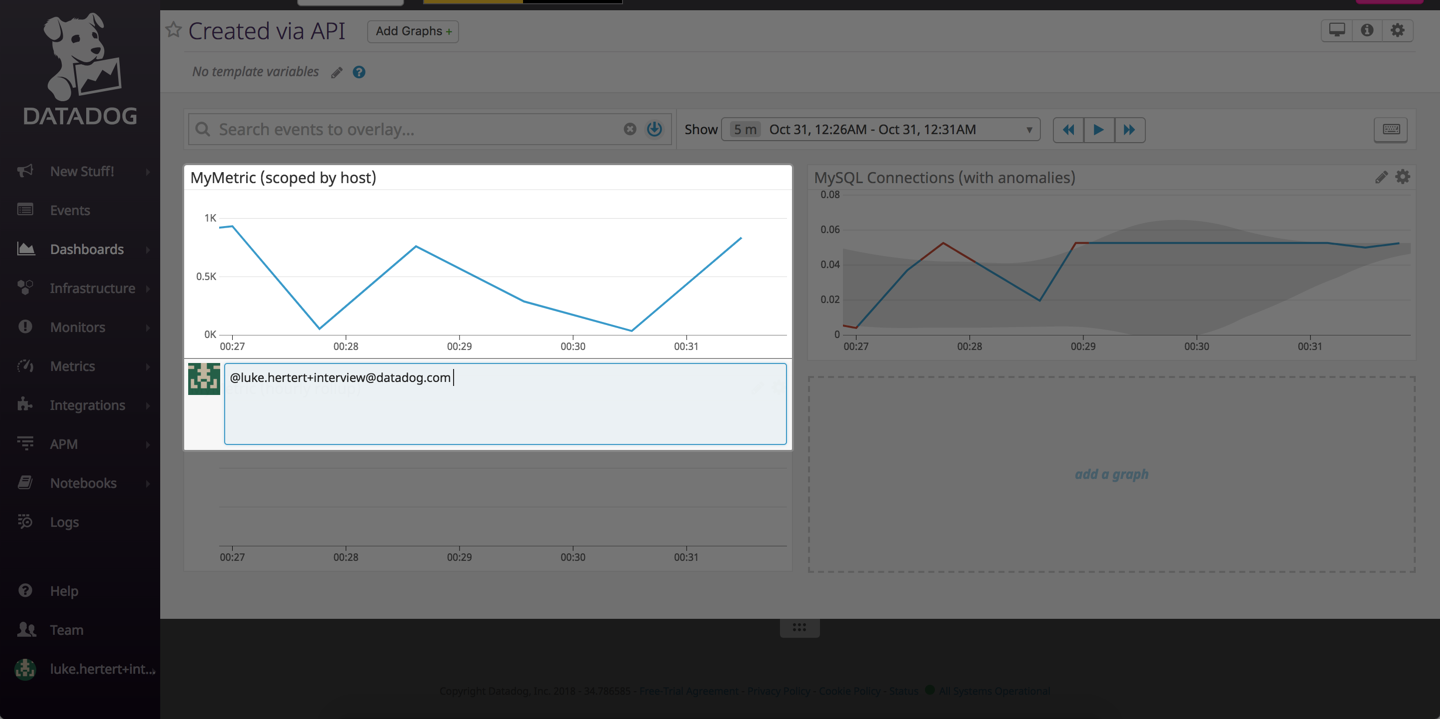 DATADOG
New Stuff!
Events
Dashboards
Infrastructure
Monitors
Metrics
Integrations
APM
Notebooks
Logs
Help
Team
luke.hertert+int...
Created via API
Add Graphs +
No template variables
Search events to overlay...
Show 5 m Oct 31, 12:26AM - Oct 31, 12:31AM
MyMetric (scoped by host)
1K
0.5K
0K
00:27 00:28 00:29 00:30 00:31
@luke.hertert+interview@datadog.com
00:27 00:28 00:29 00:30 00:31
MySQL Connections (with anomalies)
0.08
0.06
0.04
0.02
0
00:27 00:28 00:29 00:30 00:31
add a graph
Copyright Datadog, Inc. 2018 - 34.786585 - Free-Trial Agreement - Privacy Policy - Cookie Policy - Status All Systems Operational